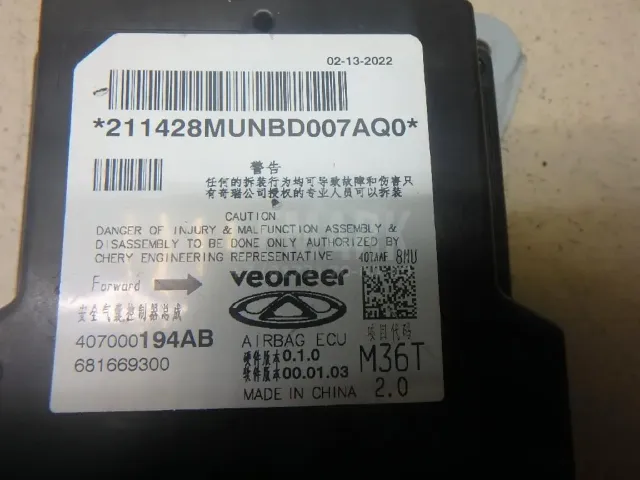 02-13-2022
*211428MUNBD007AQ0*
警告
任何的拆装行为均可导致故障和伤害只
有奇瑞公司授权的专业人员可以拆装
CAUTION
DANGER OF INJURY & MALFUNCTION ASSEMBLY &
DISASSEMBLY TO BE DONE ONLY AUTHORIZED BY
CHERY ENGINEERING REPRESENTATIVE
8MU
Forward
veoneer
安全气囊控制器总成
项目代码
407000194AB
AIRBAG ECU
M36T
681669300
硬件版本0.1.0
软件版本00.01.03
2.0
MADE IN CHINA